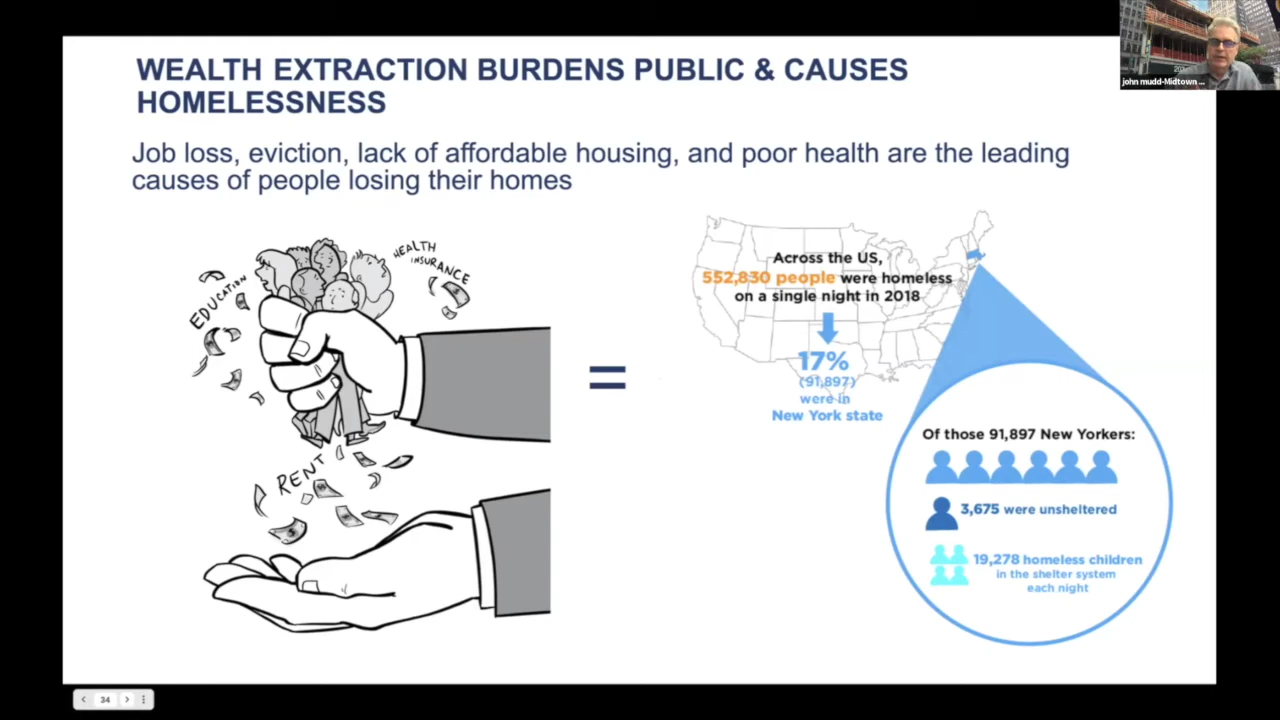 WEALTH EXTRACTION BURDENS PUBLIC & CAUSES
HOMELESSNESS
Job loss, eviction, lack of affordable housing, and poor health are the leading
causes of people losing their homes
EDUCATION
HEALTH
INSURANCE
RENT
=
Across the US,
552,830 people were homeless
on a single night in 2018
17%
(91,897)
were in
New York state
Of those 91,897 New Yorkers:
3,675 were unsheltered
19,278 homeless children
in the shelter system
each night
john mudd-Midtown ...
34